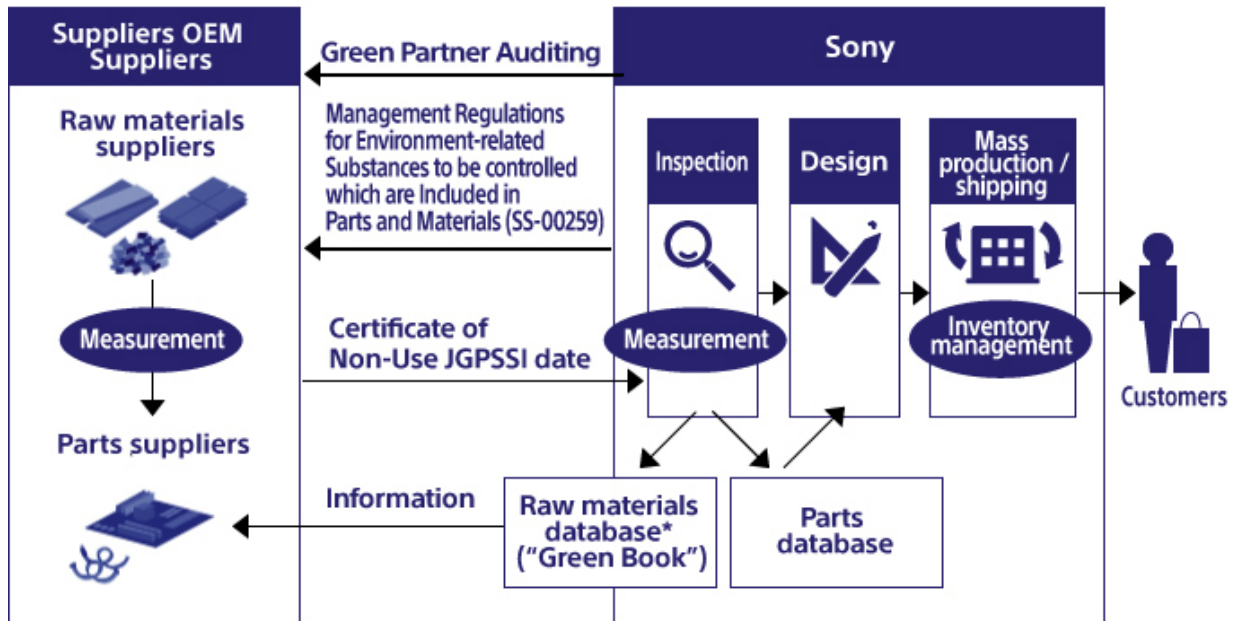 Suppliers OEM
Suppliers
Raw materials
suppliers
Measurement
Parts suppliers
Green Partner Auditing
Management Regulations
for Environment-related
Substances to be controlled
which are Included in
Parts and Materials (SS-00259)
Certificate of
Non-Use JGPSSI date
Information
Sony
Inspection
Measurement
Design
Mass
production /
shipping
Inventory
management
Customers
Raw materials
database*
(“Green Book”)
Parts
database